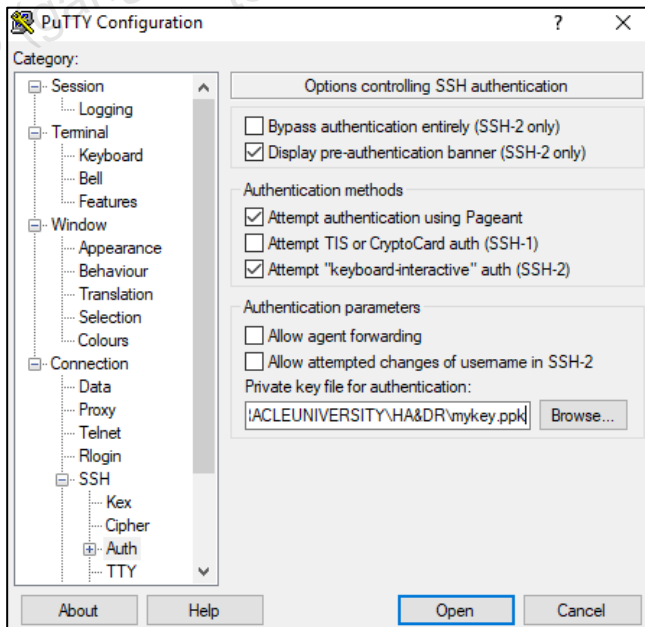 PuTTY Configuration
?
Category:
Session
Logging
Terminal
Keyboard
Bell
Features
Window
Appearance
Behaviour
Translation
Selection
Colours
Connection
Data
Proxy
Telnet
Rlogin
SSH
Kex
Cipher
Auth
TTY
Options controlling SSH authentication
Bypass authentication entirely (SSH-2 only)
Display pre-authentication banner (SSH-2 only)
Authentication methods
Attempt authentication using Pageant
Attempt TIS or CryptoCard auth (SSH-1)
Attempt "keyboard-interactive" auth (SSH-2)
Authentication parameters
Allow agent forwarding
Allow attempted changes of username in SSH-2
Private key file for authentication:
ACLEUNIVERSITY\HA&DR\mykey.ppk
Browse...
About
Help
Open
Cancel